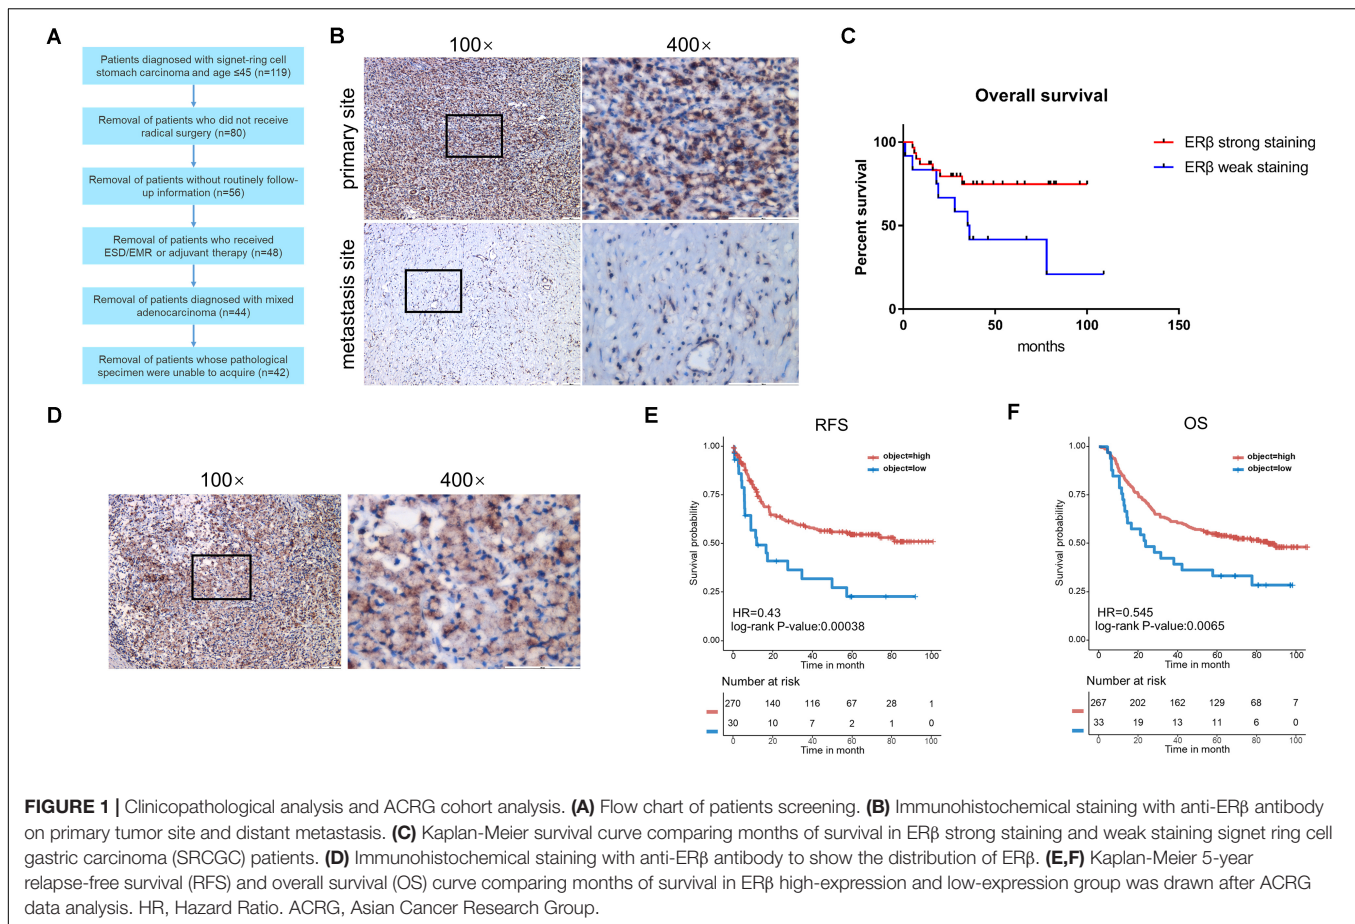 A
Patients diagnosed with signet-ring cell
stomach carcinoma and age ≤45 (n=119)
Removal of patients who did not receive
radical surgery (n=80)
Removal of patients without routinely follow-
up information (n=56)
Removal of patients who received
ESD/EMR or adjuvant therapy (n=48)
Removal of patients diagnosed with mixed
adenocarcinoma (n=44)
Removal of patients whose pathological
specimen were unable to acquire (n=42)
B
100×
400×
primary site
metastasis site
C
Overall survival
ERβ strong staining
ERβ weak staining
Percent survival
100
50
0
0 50 100 150
months
D
100×
400×
E
RFS
object=high
object=low
Survival probability
1.00
0.75
0.50
0.25
0.00
HR=0.43
log-rank P-value:0.00038
0 20 40 60 80 100
Time in month
Number at risk
270 140 116 67 28 1
30 10 7 2 1 0
0 20 40 60 80 100
Time in month
F
OS
object=high
object=low
Survival probability
1.00
0.75
0.50
0.25
0.00
HR=0.545
log-rank P-value:0.0065
0 20 40 60 80 100
Time in month
Number at risk
267 202 162 129 68 7
33 19 13 11 6 0
0 20 40 60 80 100
Time in month
FIGURE 1 | Clinicopathological analysis and ACRG cohort analysis. (A) Flow chart of patients screening. (B) Immunohistochemical staining with anti-ERβ antibody
on primary tumor site and distant metastasis. (C) Kaplan-Meier survival curve comparing months of survival in ERβ strong staining and weak staining signet ring cell
gastric carcinoma (SRCGC) patients. (D) Immunohistochemical staining with anti-ERβ antibody to show the distribution of ERβ. (E,F) Kaplan-Meier 5-year
relapse-free survival (RFS) and overall survival (OS) curve comparing months of survival in ERβ high-expression and low-expression group was drawn after ACRG
data analysis. HR, Hazard Ratio. ACRG, Asian Cancer Research Group.